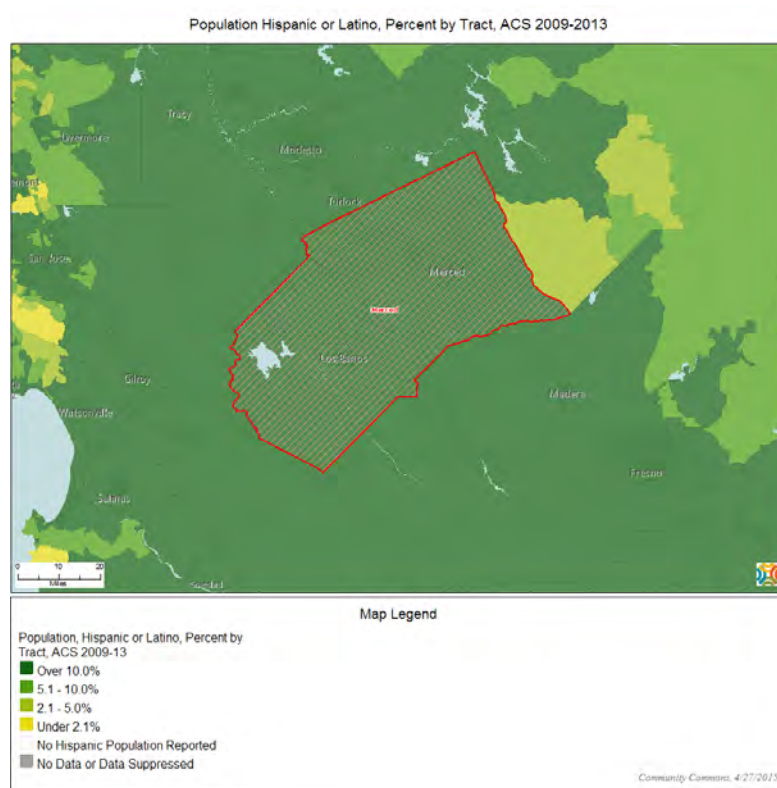 Population Hispanic or Latino, Percent by Tract, ACS 2009-2013
Livermore
Tracy
Modesto
Turlock
San Jose
Merced
Merced
Los Banos
Gilroy
Watsonville
Madera
Fresno
Salinas
0 10 20
Miles
Map Legend
Population, Hispanic or Latino, Percent by
Tract, ACS 2009-13
Over 10.0%
5.1 - 10.0%
2.1 - 5.0%
Under 2.1%
No Hispanic Population Reported
No Data or Data Suppressed
Community Commons, 4/27/2015